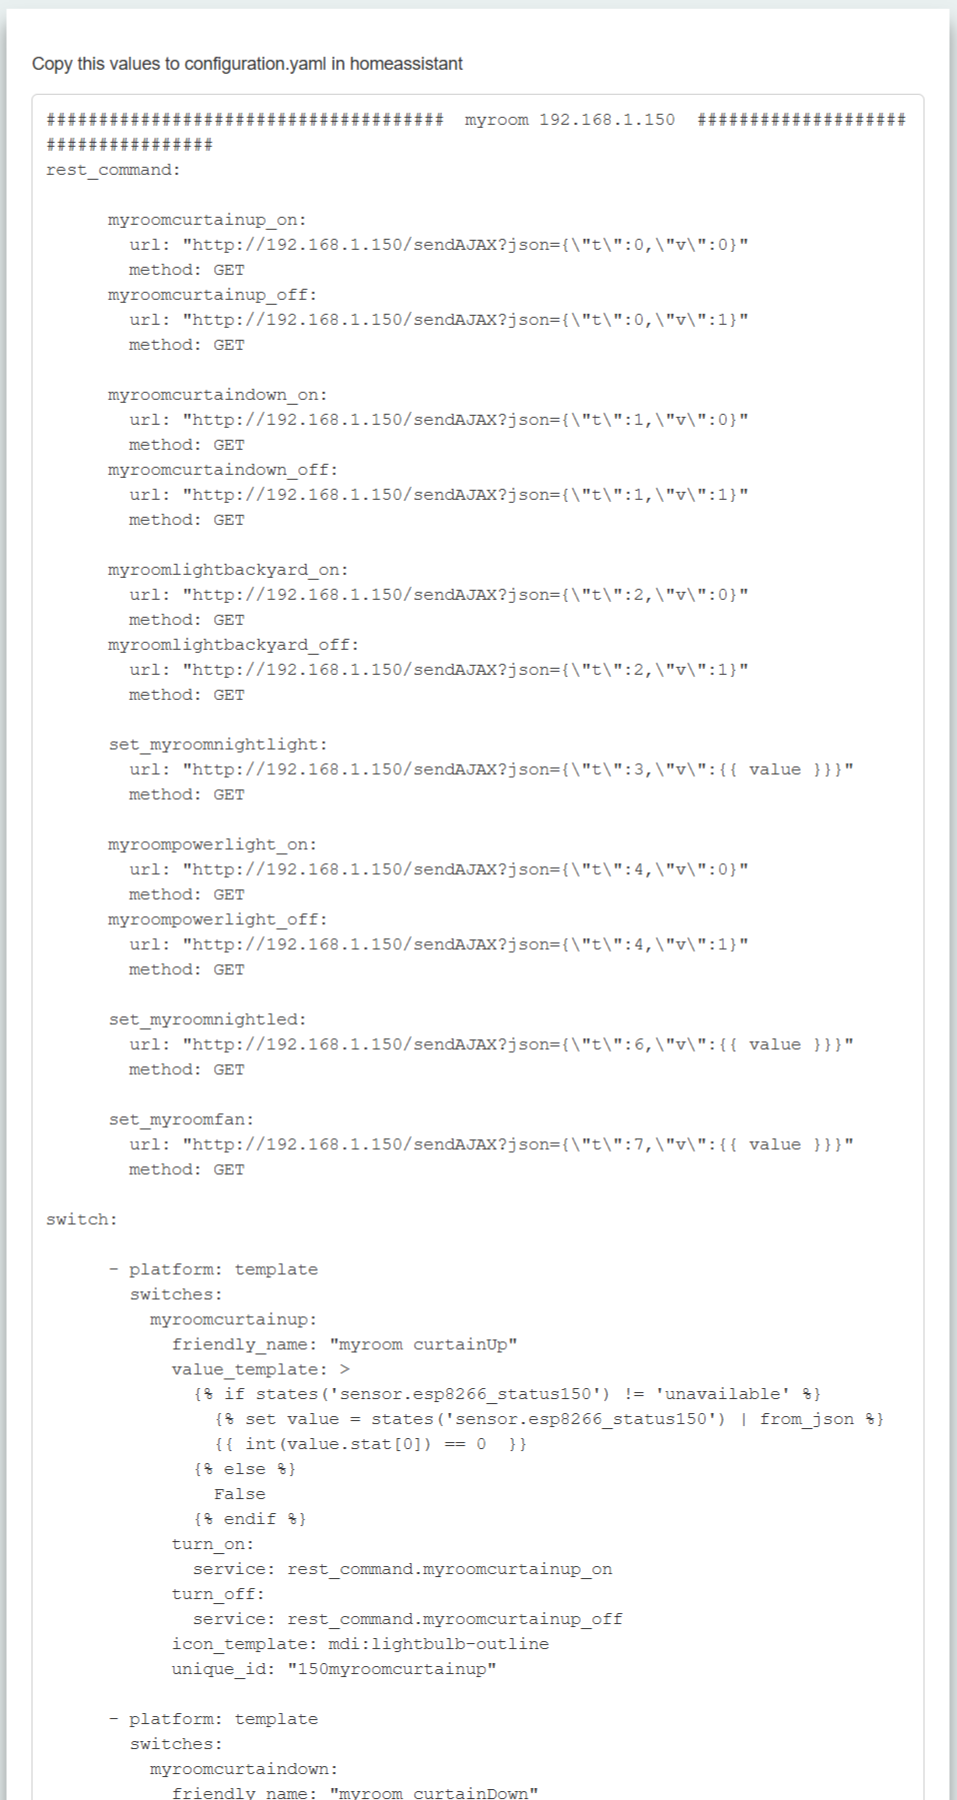 Copy this values to configuration.yaml in homeassistant
######################################  myroom 192.168.1.150  ####################
################
rest_command:
myroomcurtainup_on:
url: "http://192.168.1.150/sendAJAX?json={\"t\":0,\"v\":0}"
method: GET
myroomcurtainup_off:
url: "http://192.168.1.150/sendAJAX?json={\"t\":0,\"v\":1}"
method: GET
myroomcurtaindown_on:
url: "http://192.168.1.150/sendAJAX?json={\"t\":1,\"v\":0}"
method: GET
myroomcurtaindown_off:
url: "http://192.168.1.150/sendAJAX?json={\"t\":1,\"v\":1}"
method: GET
myroomlightbackyard_on:
url: "http://192.168.1.150/sendAJAX?json={\"t\":2,\"v\":0}"
method: GET
myroomlightbackyard_off:
url: "http://192.168.1.150/sendAJAX?json={\"t\":2,\"v\":1}"
method: GET
set_myroomnightlight:
url: "http://192.168.1.150/sendAJAX?json={\"t\":3,\"v\":{{ value }}}"
method: GET
myroompowerlight_on:
url: "http://192.168.1.150/sendAJAX?json={\"t\":4,\"v\":0}"
method: GET
myroompowerlight_off:
url: "http://192.168.1.150/sendAJAX?json={\"t\":4,\"v\":1}"
method: GET
set_myroomnightled:
url: "http://192.168.1.150/sendAJAX?json={\"t\":6,\"v\":{{ value }}}"
method: GET
set_myroomfan:
url: "http://192.168.1.150/sendAJAX?json={\"t\":7,\"v\":{{ value }}}"
method: GET
switch:
- platform: template
switches:
myroomcurtainup:
friendly_name: "myroom curtainUp"
value_template: >
{% if states('sensor.esp8266_status150') != 'unavailable' %}
{% set value = states('sensor.esp8266_status150') | from_json %}
{{ int(value.stat[0]) == 0  }}
{% else %}
False
{% endif %}
turn_on:
service: rest_command.myroomcurtainup_on
turn_off:
service: rest_command.myroomcurtainup_off
icon_template: mdi:lightbulb-outline
unique_id: "150myroomcurtainup"
- platform: template
switches:
myroomcurtaindown:
friendly_name: "myroom curtainDown"